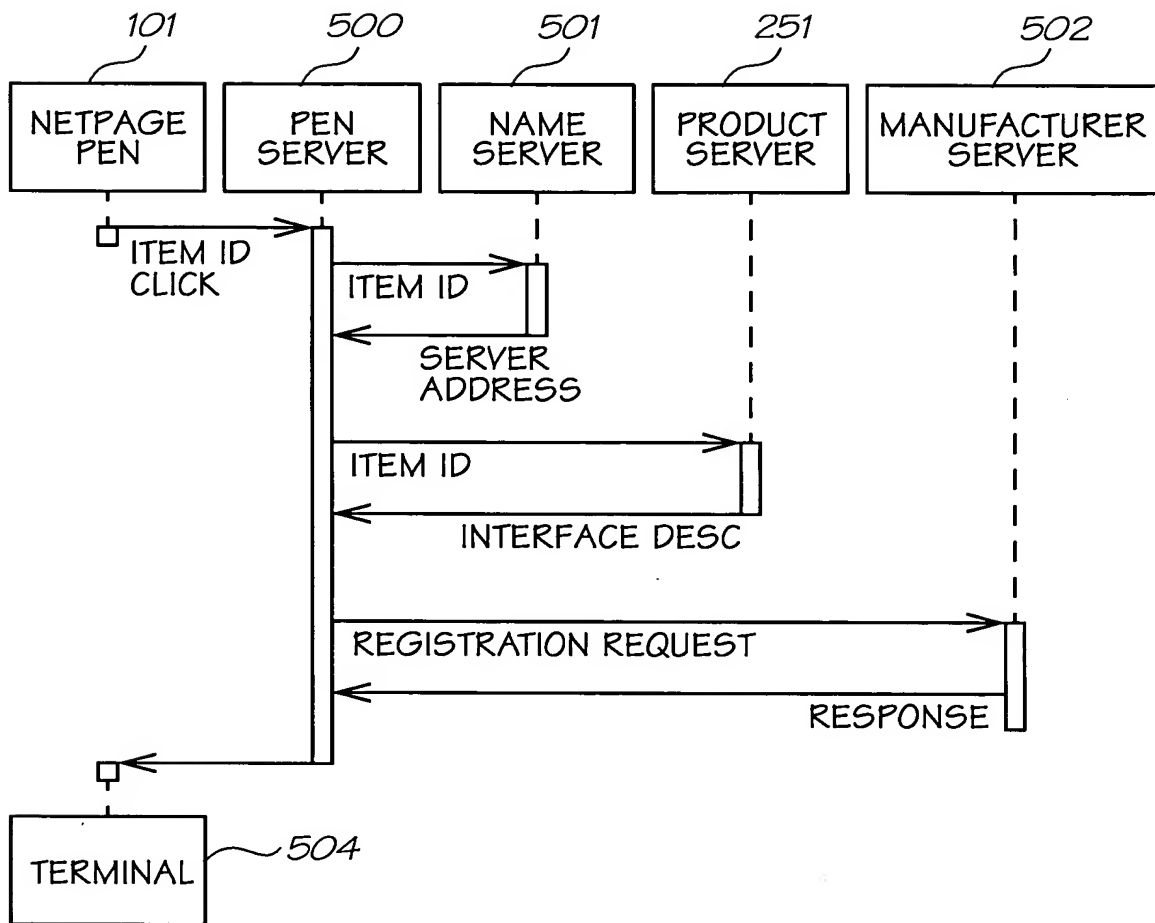 101
500
501
251
502
NETPAGE
PEN
PEN
SERVER
NAME
SERVER
PRODUCT
SERVER
MANUFACTURER
SERVER
ITEM ID
CLICK
ITEM ID
SERVER
ADDRESS
ITEM ID
INTERFACE DESC
REGISTRATION REQUEST
RESPONSE
TERMINAL
504